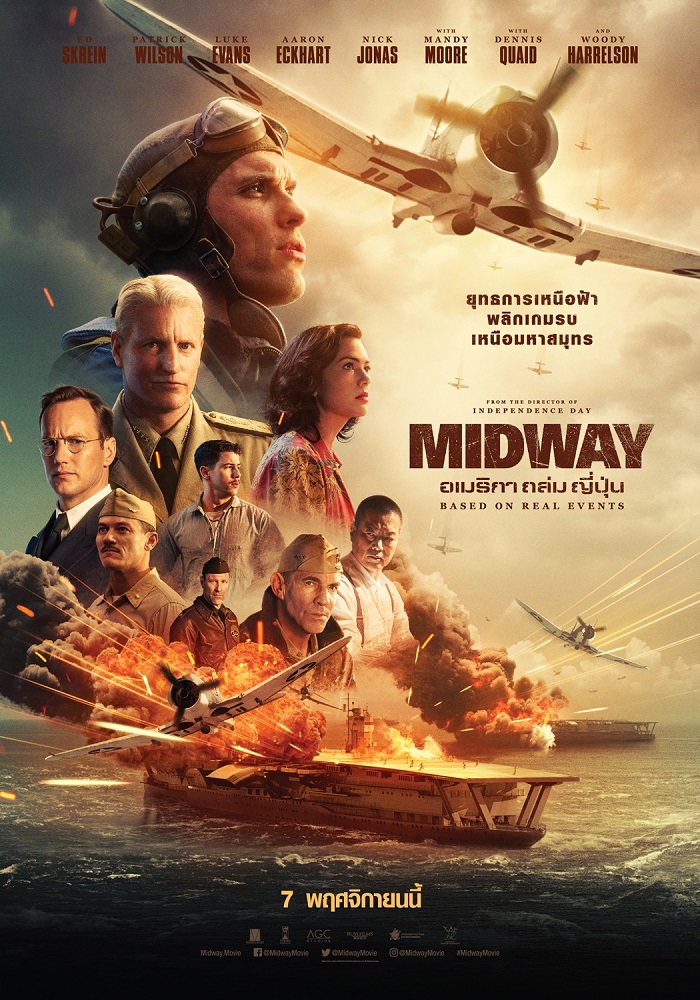 ED SKREIN
PATRICK WILSON
LUKE EVANS
AARON ECKHART
NICK JONAS
WITH MANDY MOORE
WITH DENNIS QUAID
AND WOODY HARRELSON
ยุทธการเหนือฟ้า
พลิกเกมรบ
เหนือมหาสมุทร
FROM THE DIRECTOR OF
INDEPENDENCE DAY
MIDWAY
อเมริกา ถล่ม ญี่ปุ่น
BASED ON REAL EVENTS
7 พฤศจิกายนนี้
AGC
STUDIOS
Midway.Movie
@MidwayMovie
@MidwayMovie
@MidwayMovie
#MidwayMovie